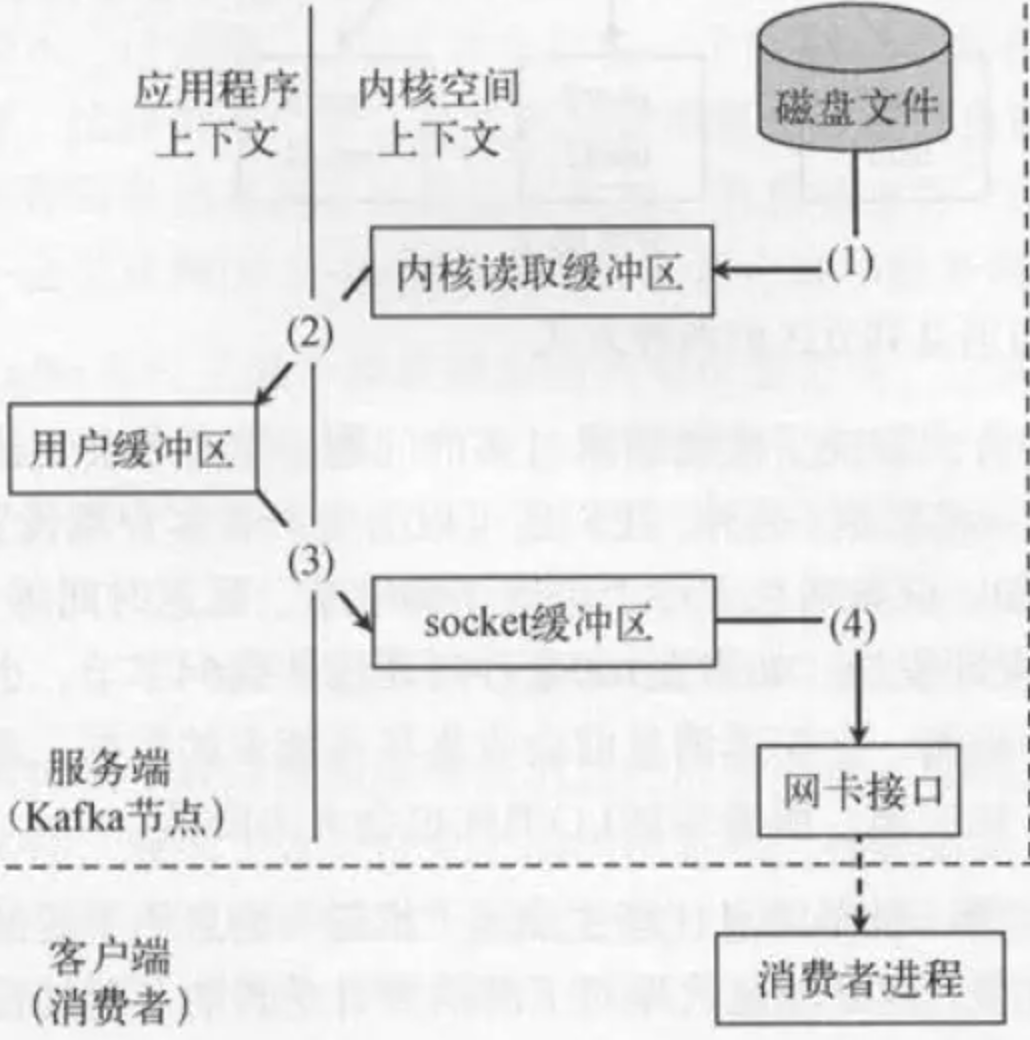 应用程序
上下文
内核空间
上下文
磁盘文件
(1)
内核读取缓冲区
(2)
用户缓冲区
(3)
socket缓冲区
(4)
服务端
(Kafka节点)
网卡接口
客户端
(消费者)
消费者进程